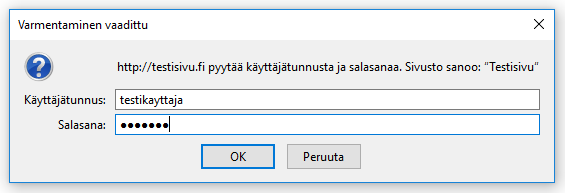 Varmentaminen vaadittu
http://testisivu.fi pyytää käyttäjätunnusta ja salasanaa. Sivusto sanoo: "Testisivu"
Käyttäjätunnus: testikayttaja
Salasana: ●●●●●●●
OK Peruuta